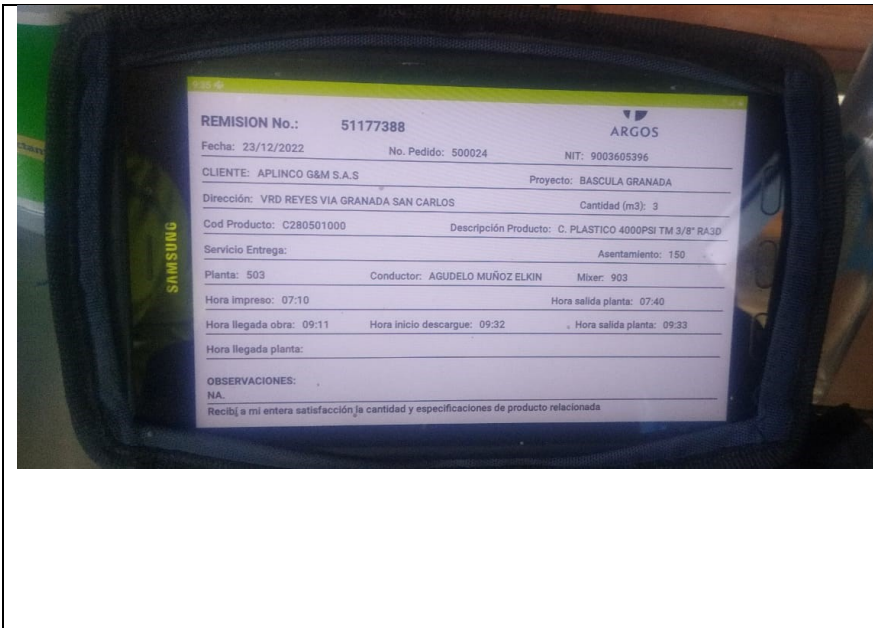 9:35
REMISION No.: 51177388
ARGOS
Fecha: 23/12/2022 No. Pedido: 500024 NIT: 9003605396
CLIENTE: APLINCO G&M S.A.S Proyecto: BASCULA GRANADA
Dirección: VRD REYES VIA GRANADA SAN CARLOS Cantidad (m3): 3
Cod Producto: C280501000 Descripción Producto: C. PLASTICO 4000PSI TM 3/8" RA3D
Servicio Entrega: Asentamiento: 150
Planta: 503 Conductor: AGUDELO MUÑOZ ELKIN Mixer: 903
Hora impreso: 07:10 Hora salida planta: 07:40
Hora llegada obra: 09:11 Hora inicio descargue: 09:32 Hora salida planta: 09:33
Hora llegada planta:
OBSERVACIONES:
NA.
Recibí a mi entera satisfacción la cantidad y especificaciones de producto relacionada
SAMSUNG